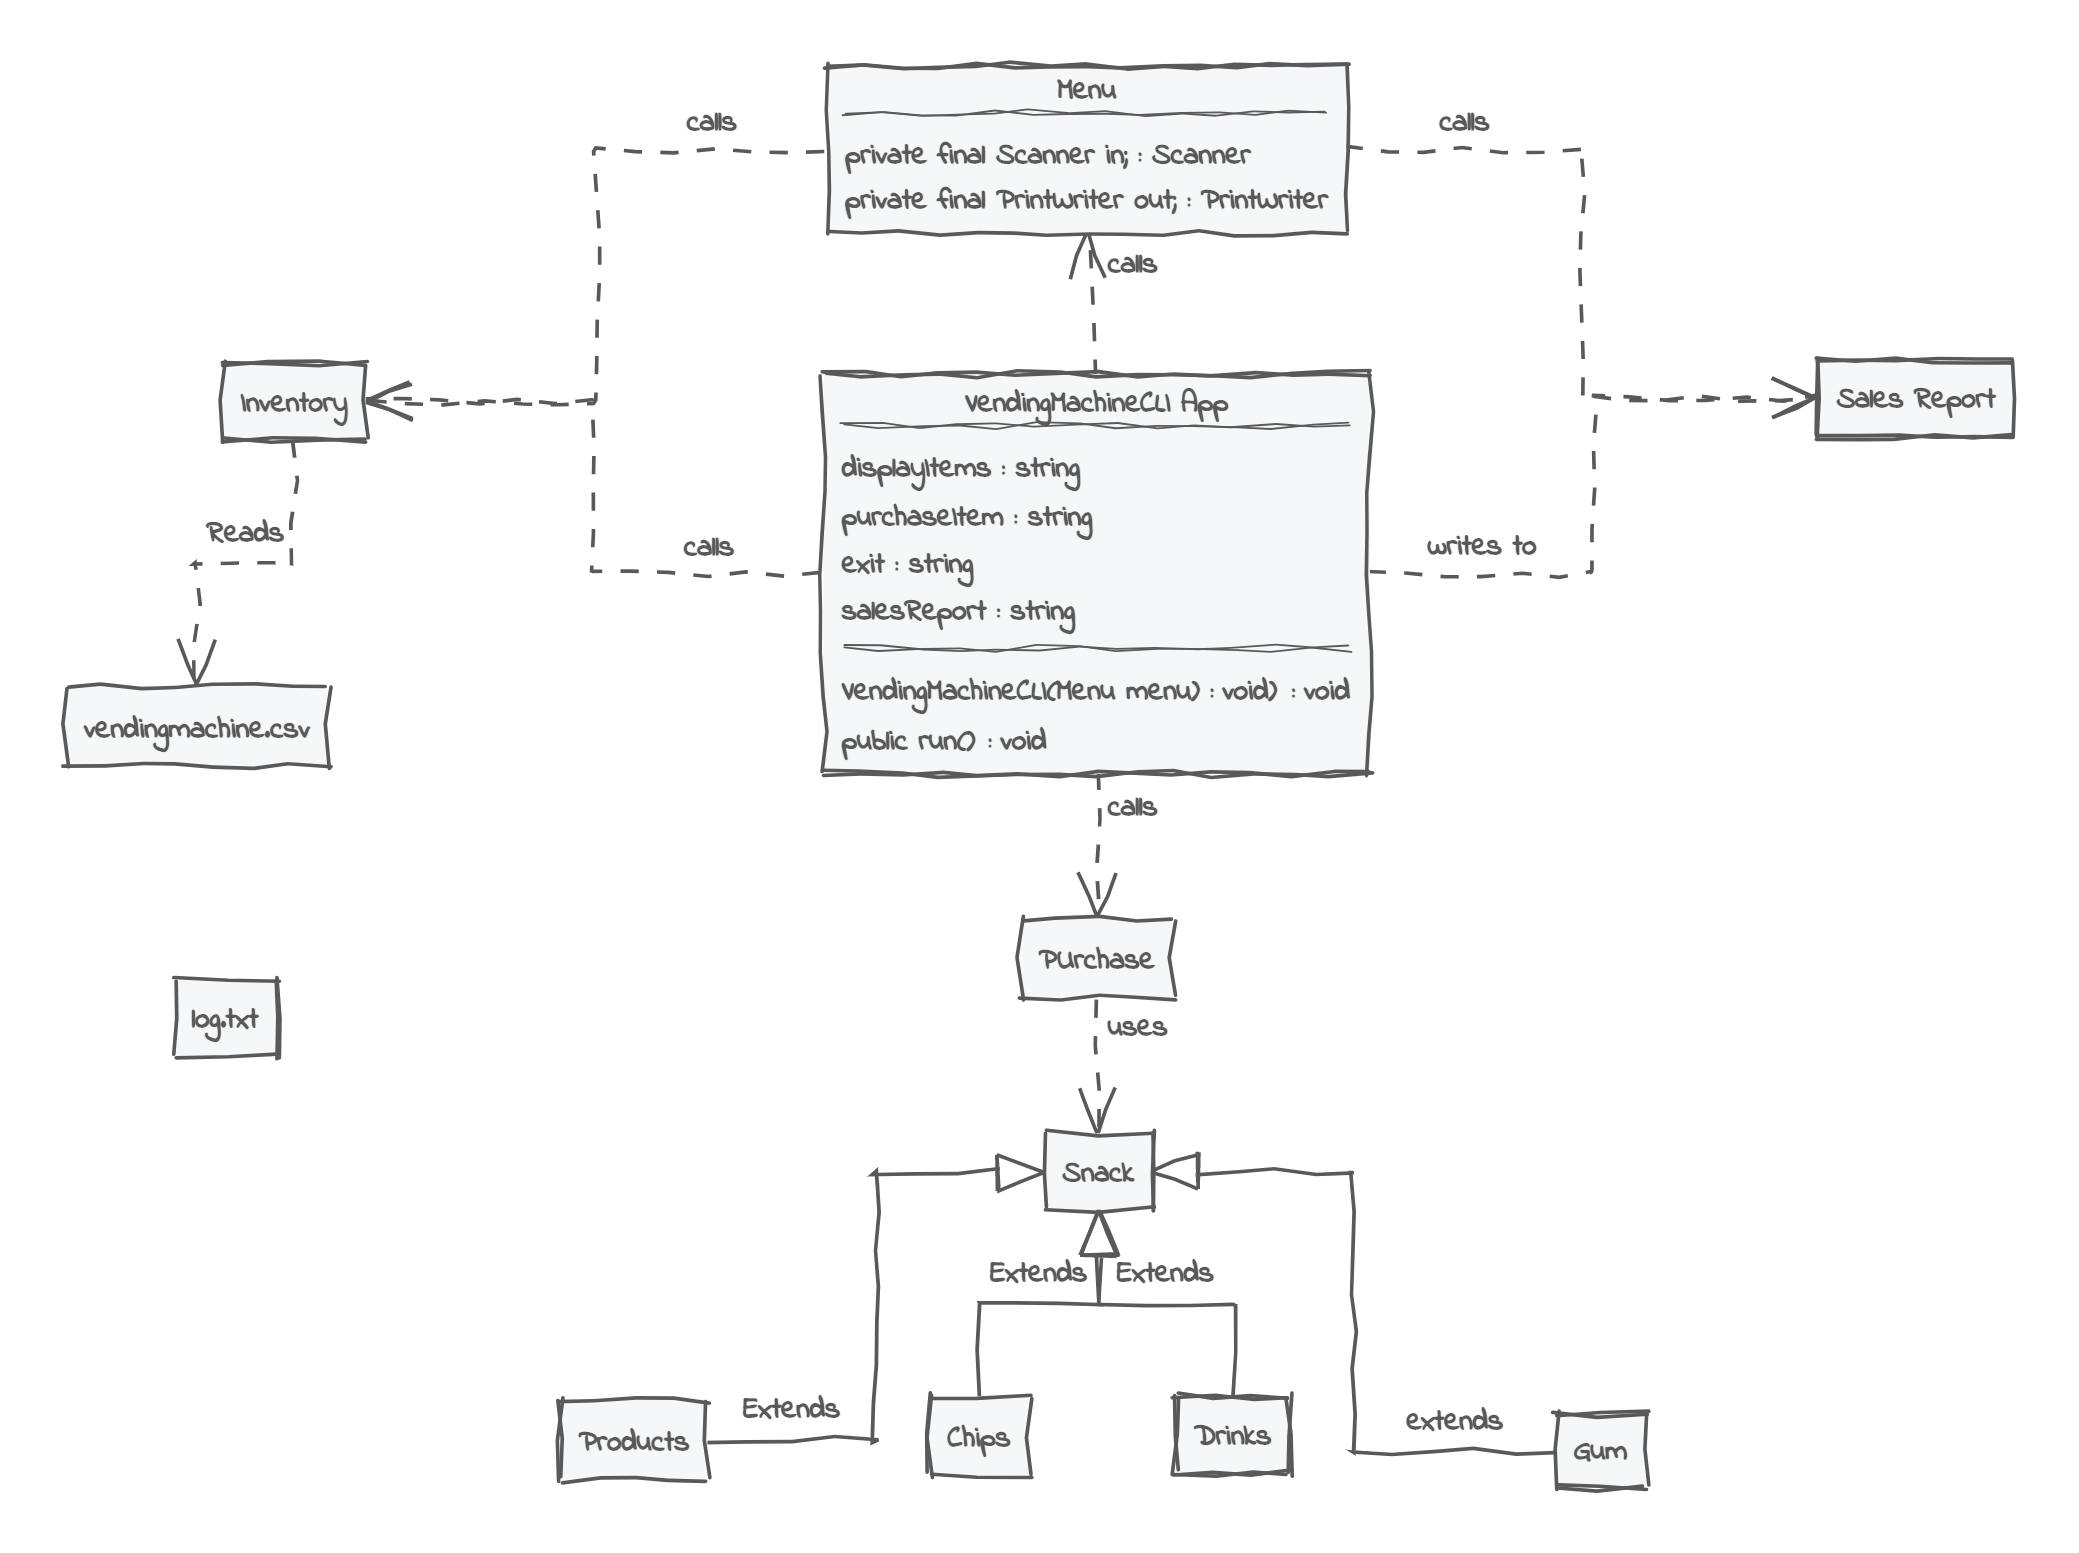 Menu
calls
calls
private final Scanner in; : Scanner
private final PrintWriter out; : PrintWriter
calls
Inventory
VendingMachineCLI App
Sales Report
displayItems : string
purchaseItem : string
Reads
calls
writes to
exit : string
salesReport : string
VendingMachineCLI(Menu menu) : void) : void
vendingmachine.csv
public run() : void
calls
Purchase
log.txt
uses
Snack
Extends
Extends
Extends
extends
Products
Chips
Drinks
Gum